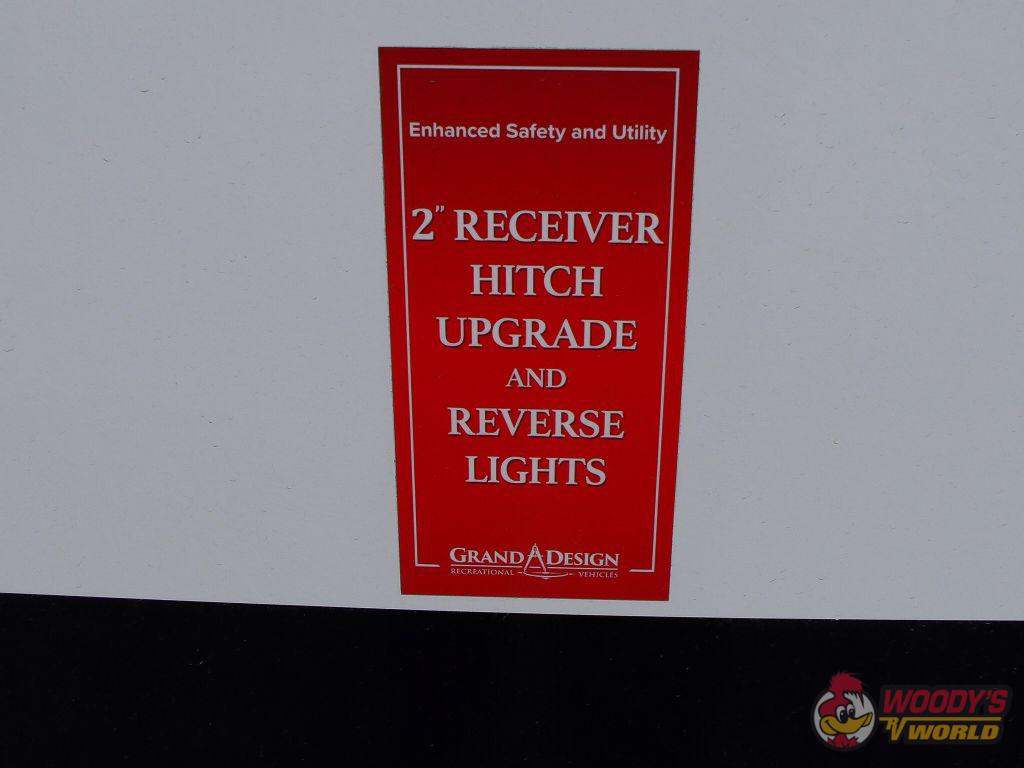 Enhanced Safety and Utility
2" RECEIVER
HITCH
UPGRADE
AND
REVERSE
LIGHTS
GRAND DESIGN
RECREATIONAL VEHICLES
WOODY'S
RV WORLD